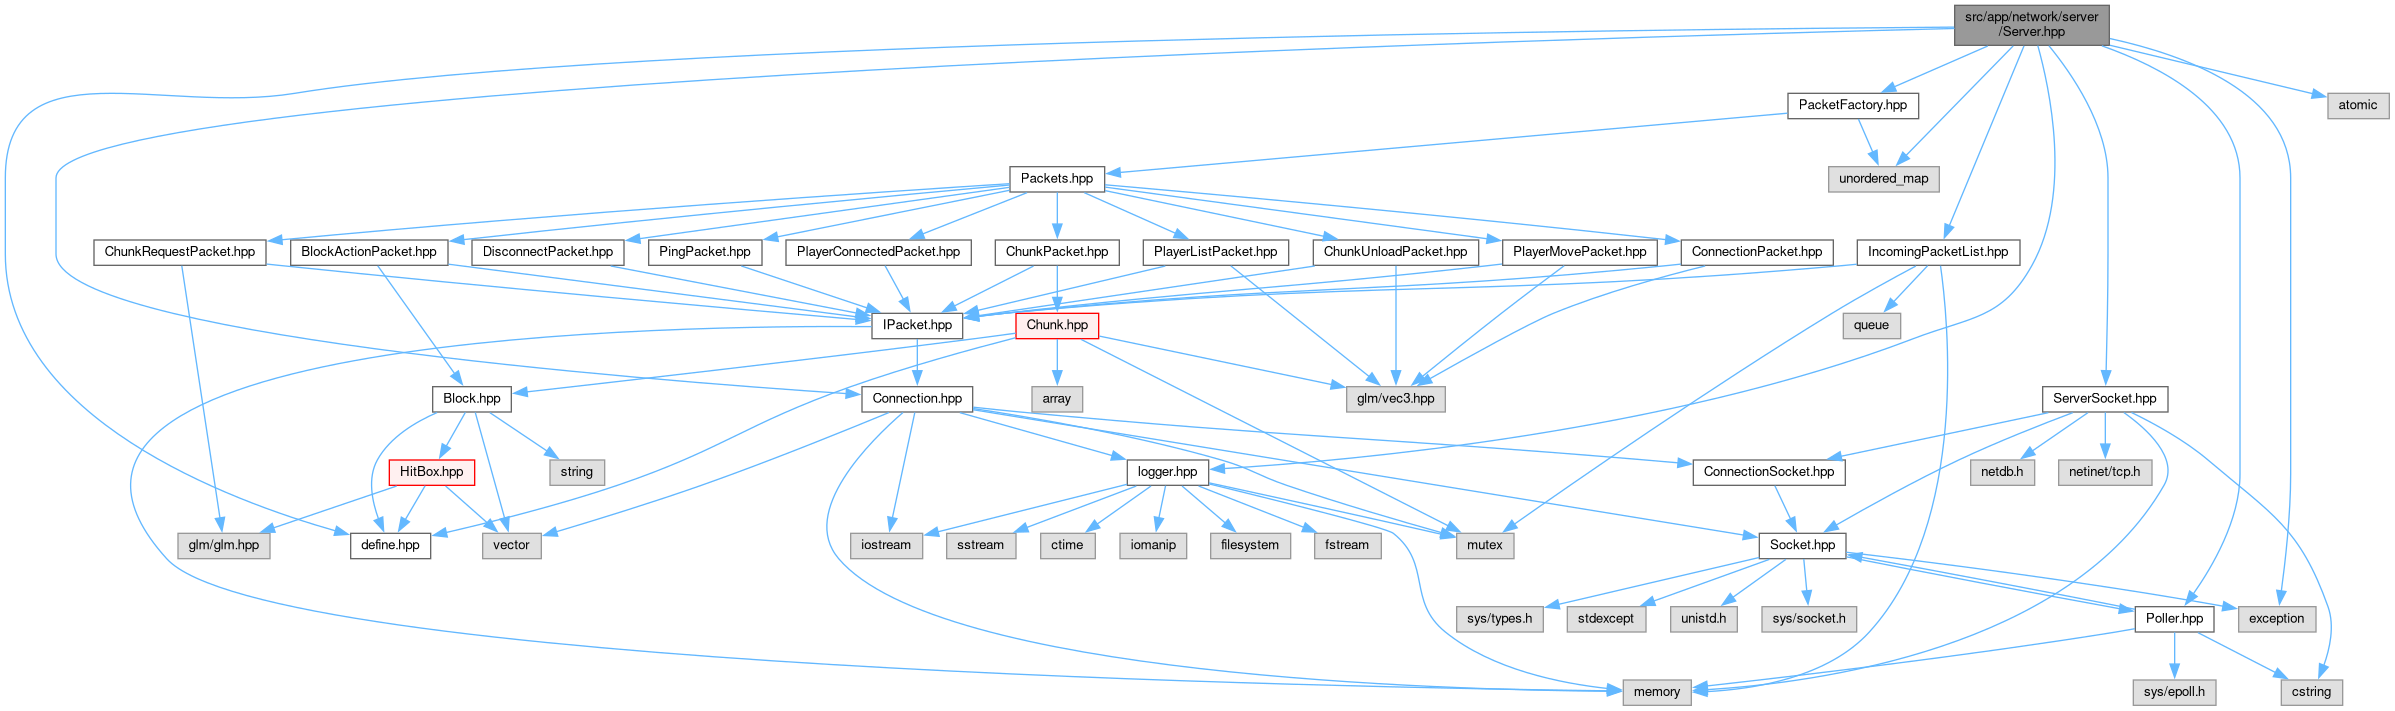 src/app/network/server
/Server.hpp
PacketFactory.hpp
atomic
Packets.hpp
unordered_map
ChunkRequestPacket.hpp
BlockActionPacket.hpp
DisconnectPacket.hpp
PingPacket.hpp
PlayerConnectedPacket.hpp
ChunkPacket.hpp
PlayerListPacket.hpp
ChunkUnloadPacket.hpp
PlayerMovePacket.hpp
ConnectionPacket.hpp
IncomingPacketList.hpp
IPacket.hpp
Chunk.hpp
queue
Block.hpp
Connection.hpp
array
glm/vec3.hpp
ServerSocket.hpp
HitBox.hpp
string
logger.hpp
ConnectionSocket.hpp
netdb.h
netinet/tcp.h
glm/glm.hpp
define.hpp
vector
iostream
sstream
ctime
iomanip
filesystem
fstream
mutex
Socket.hpp
sys/types.h
stdexcept
unistd.h
sys/socket.h
Poller.hpp
exception
memory
sys/epoll.h
cstring